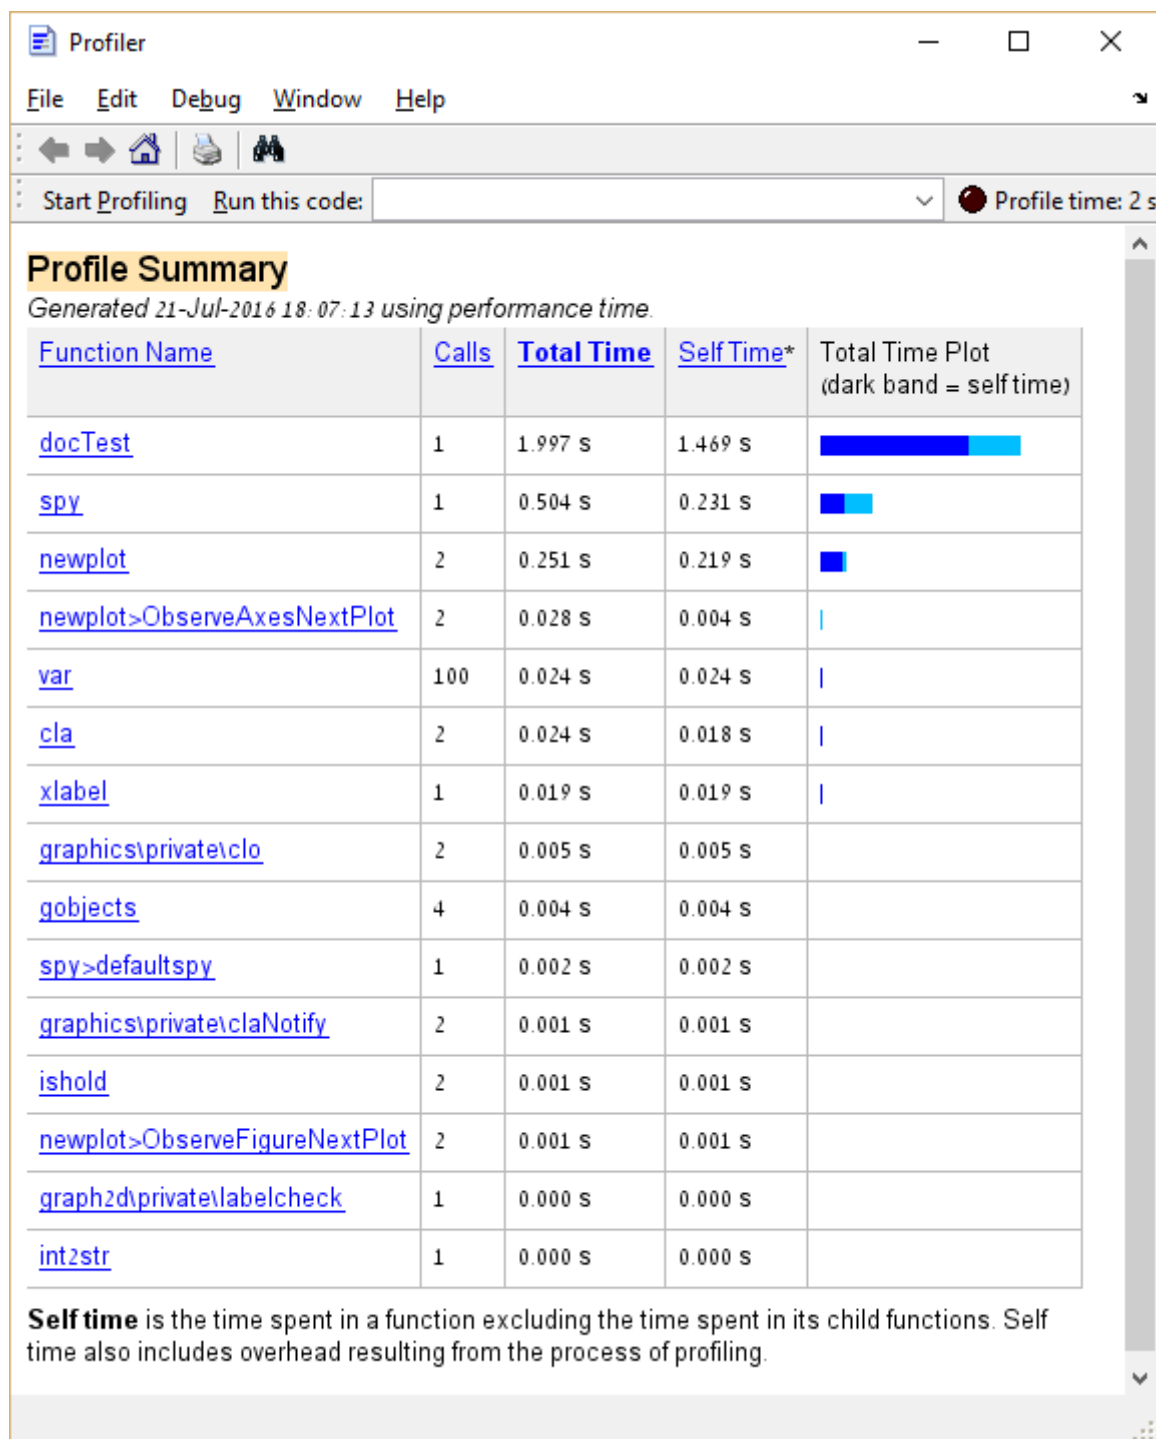 Profiler
File Edit Debug Window Help
Start Profiling Run this code: Profile time: 2 s
Profile Summary
Generated 21-Jul-2016 18:07:13 using performance time.
Function Name Calls Total Time Self Time* Total Time Plot
(dark band = self time)
docTest 1 1.997 s 1.469 s
spy 1 0.504 s 0.231 s
newplot 2 0.251 s 0.219 s
newplot>ObserveAxesNextPlot 2 0.028 s 0.004 s
var 100 0.024 s 0.024 s
cla 2 0.024 s 0.018 s
xlabel 1 0.019 s 0.019 s
graphics\private\clo 2 0.005 s 0.005 s
gobjects 4 0.004 s 0.004 s
spy>defaultspy 1 0.002 s 0.002 s
graphics\private\claNotify 2 0.001 s 0.001 s
ishold 2 0.001 s 0.001 s
newplot>ObserveFigureNextPlot 2 0.001 s 0.001 s
graph2d\private\labelcheck 1 0.000 s 0.000 s
int2str 1 0.000 s 0.000 s
Self time is the time spent in a function excluding the time spent in its child functions. Self
time also includes overhead resulting from the process of profiling.